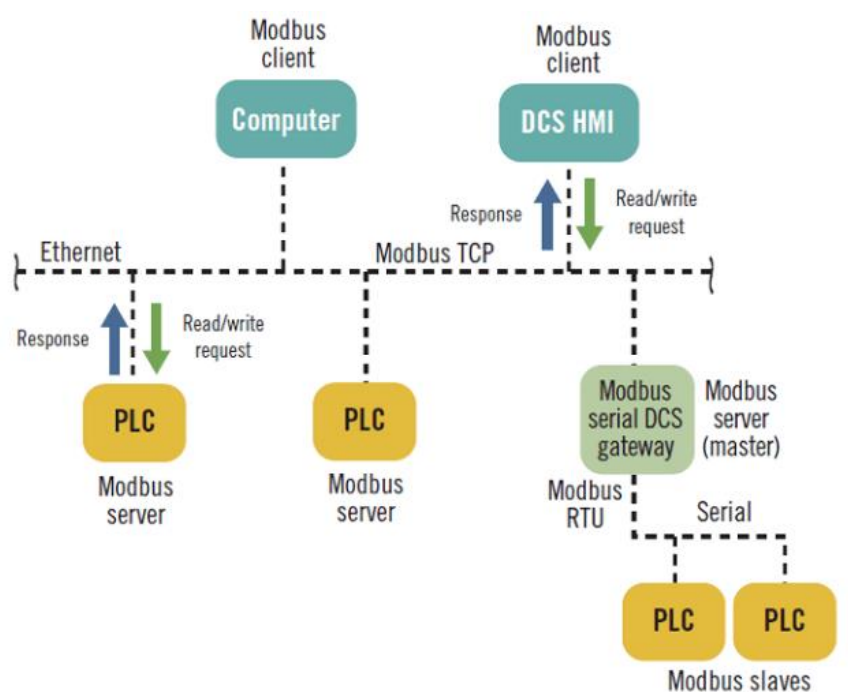 Modbus
client
Modbus
client
Computer
DCS HMI
Response
Read/write
request
Ethernet
Modbus TCP
Response
Read/write
request
PLC
PLC
Modbus
serial DCS
gateway
Modbus
server
(master)
Modbus
server
Modbus
server
Modbus
RTU
Serial
PLC
PLC
Modbus slaves